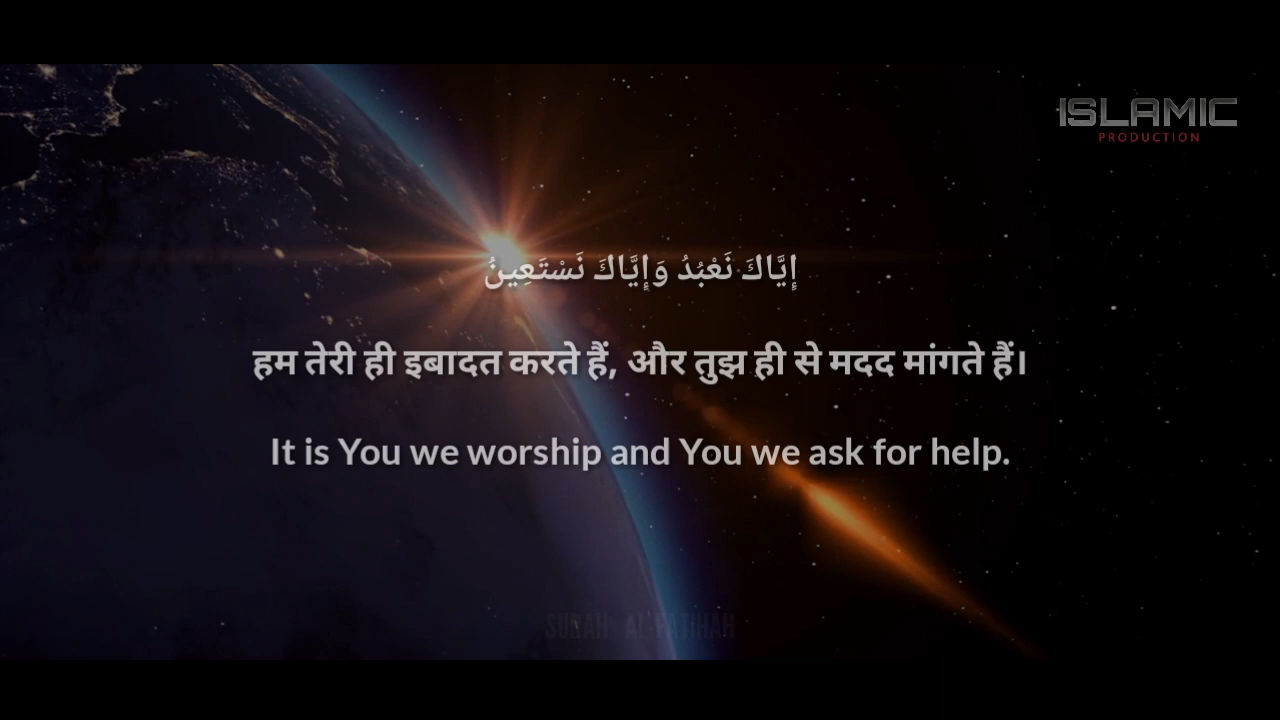 ISLAMIC
PRODUCTION
إِيَّاكَ نَعْبُدُ وَإِيَّاكَ نَسْتَعِينُ
हम तेरी ही इबादत करते हैं, और तुझ ही से मदद मांगते हैं।
It is You we worship and You we ask for help.
SURAH AL-FATIHAH